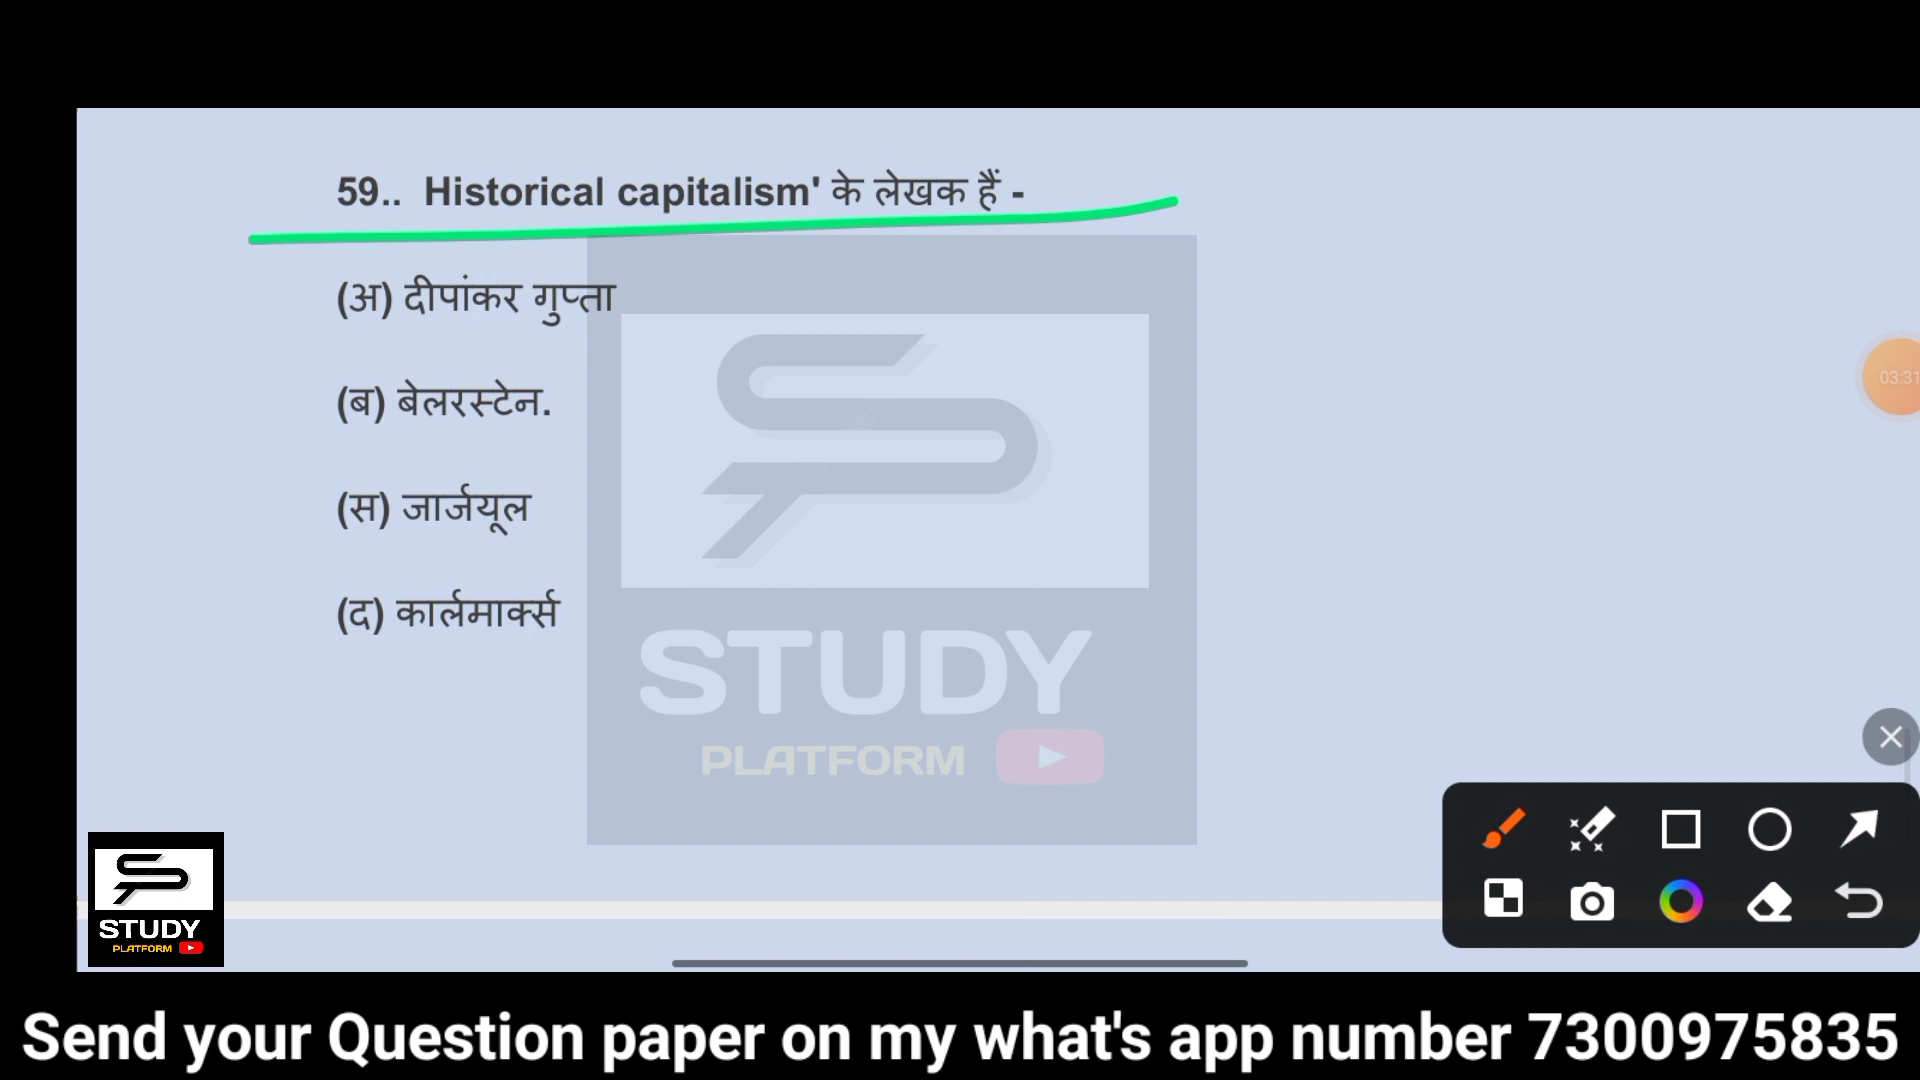 59.. Historical capitalism' के लेखक हैं -
(अ) दीपांकर गुप्ता
(ब) बेलरस्टेन.
(स) जार्जयूल
(द) कार्लमार्क्स
STUDY
PLATFORM
03:31
STUDY
PLATFORM
Send your Question paper on my what's app number 7300975835